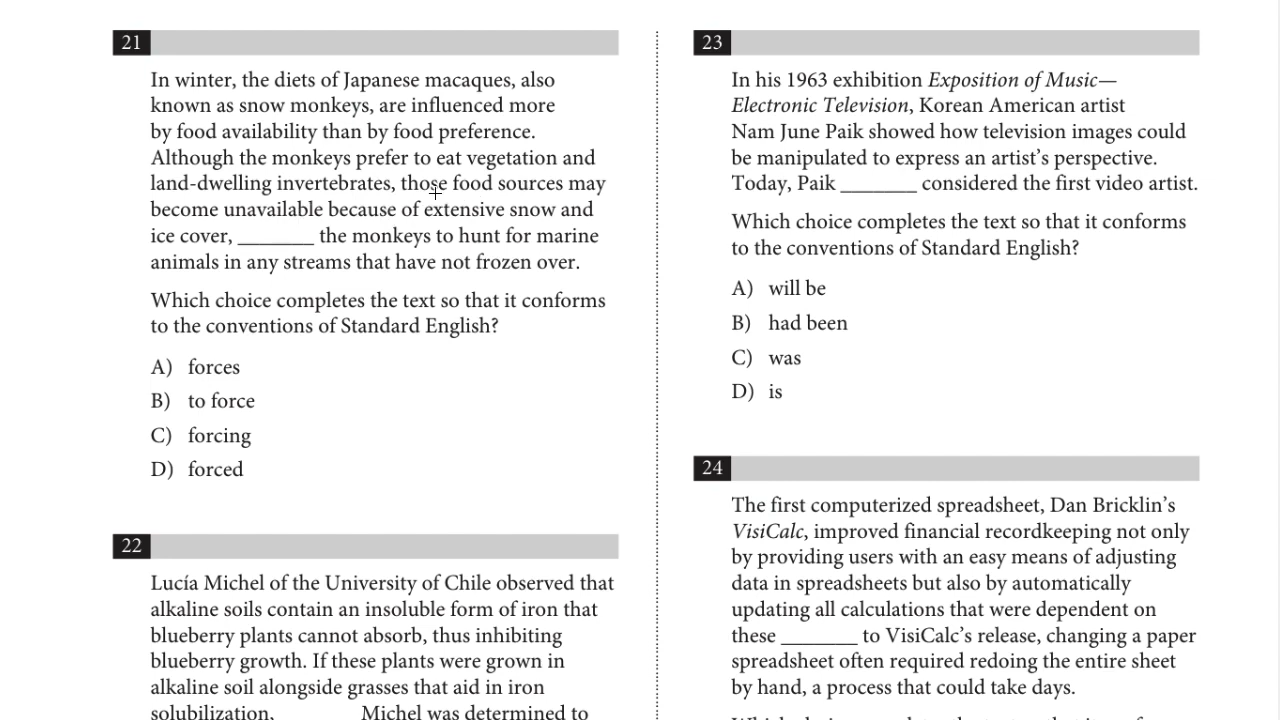 21
In winter, the diets of Japanese macaques, also
known as snow monkeys, are influenced more
by food availability than by food preference.
Although the monkeys prefer to eat vegetation and
land-dwelling invertebrates, those food sources may
become unavailable because of extensive snow and
ice cover, _______ the monkeys to hunt for marine
animals in any streams that have not frozen over.
Which choice completes the text so that it conforms
to the conventions of Standard English?
A) forces
B) to force
C) forcing
D) forced
22
Lucía Michel of the University of Chile observed that
alkaline soils contain an insoluble form of iron that
blueberry plants cannot absorb, thus inhibiting
blueberry growth. If these plants were grown in
alkaline soil alongside grasses that aid in iron
solubilization, _______ Michel was determined to
23
In his 1963 exhibition Exposition of Music—
Electronic Television, Korean American artist
Nam June Paik showed how television images could
be manipulated to express an artist's perspective.
Today, Paik _______ considered the first video artist.
Which choice completes the text so that it conforms
to the conventions of Standard English?
A) will be
B) had been
C) was
D) is
24
The first computerized spreadsheet, Dan Bricklin's
VisiCalc, improved financial recordkeeping not only
by providing users with an easy means of adjusting
data in spreadsheets but also by automatically
updating all calculations that were dependent on
these _______ to VisiCalc's release, changing a paper
spreadsheet often required redoing the entire sheet
by hand, a process that could take days.